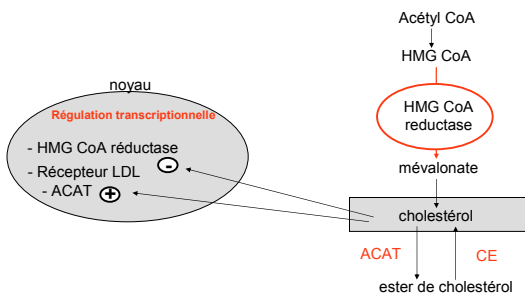 Acétyl CoA
HMG CoA
HMG CoA
reductase
mévalonate
cholestérol
ACAT
CE
ester de cholestérol
noyau
Régulation transcriptionnelle
- HMG CoA réductase
-
- Récepteur LDL
- ACAT
+